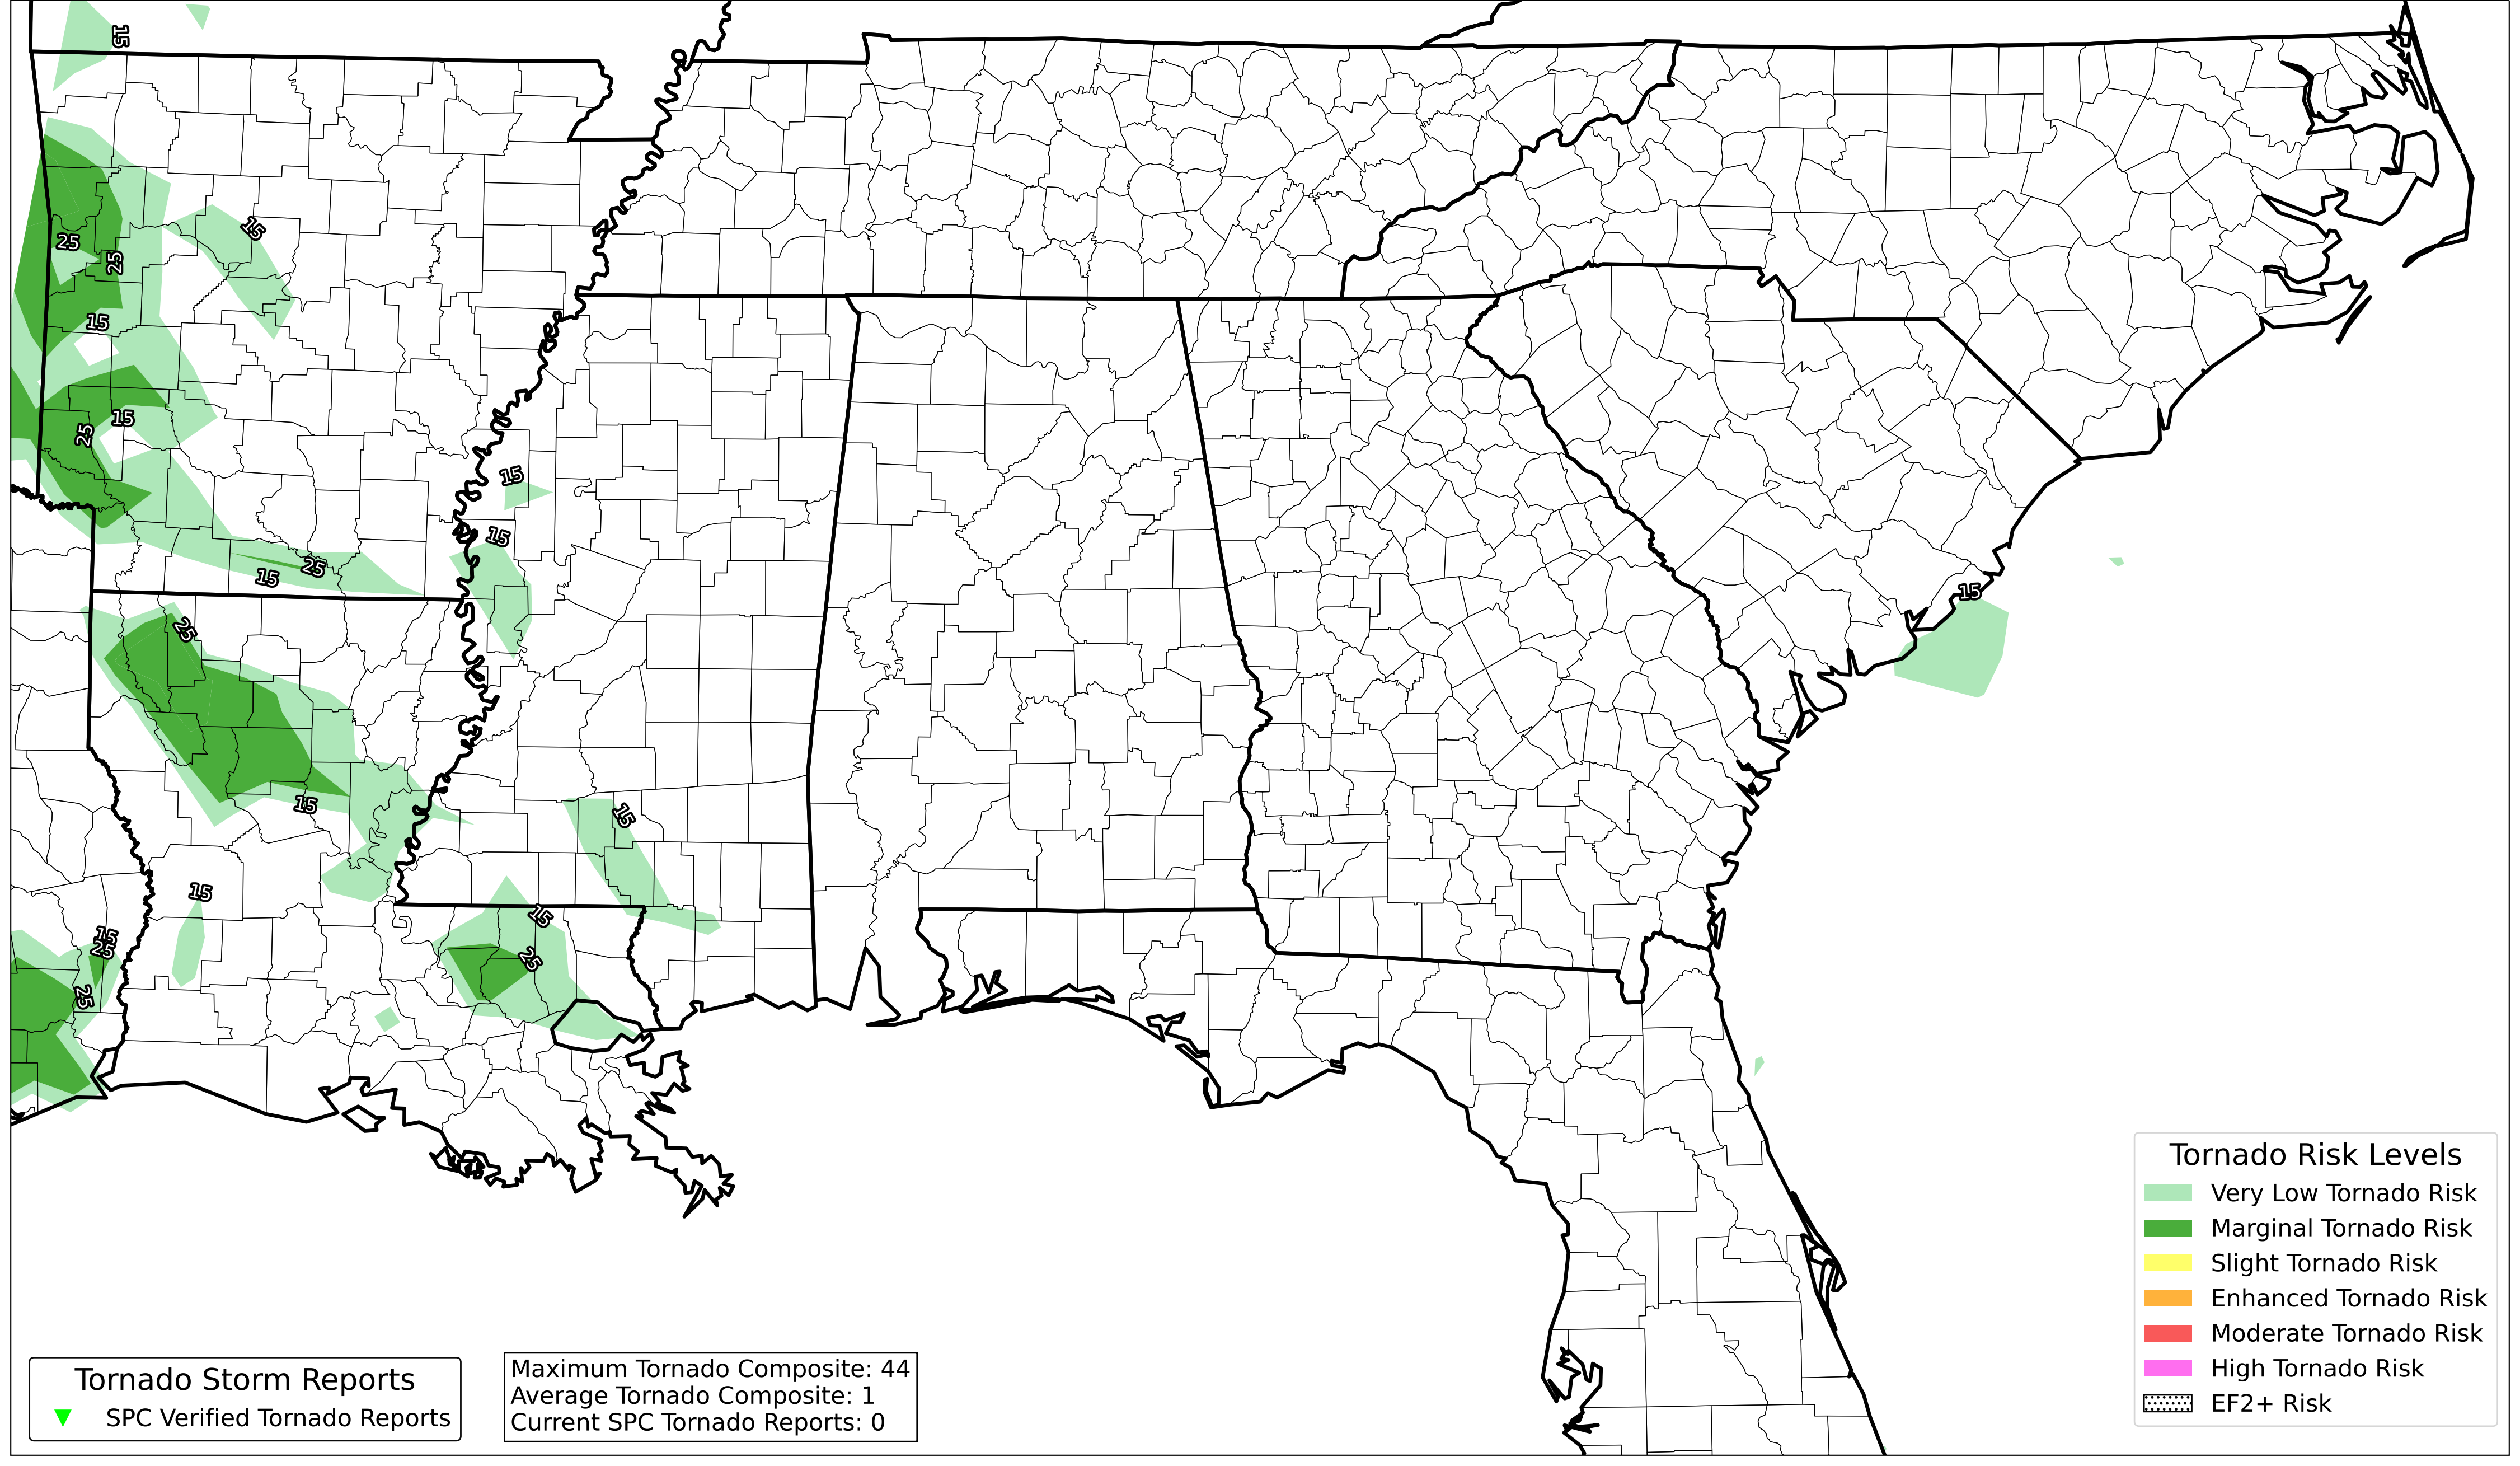 15
15
25
25
15
15
25
15
15
25
15
15
25
15
15
15
15
15
25
15
25
25
Tornado Risk Levels
Very Low Tornado Risk
Marginal Tornado Risk
Slight Tornado Risk
Enhanced Tornado Risk
Moderate Tornado Risk
High Tornado Risk
EF2+ Risk
Tornado Storm Reports
SPC Verified Tornado Reports
Maximum Tornado Composite: 44
Average Tornado Composite: 1
Current SPC Tornado Reports: 0